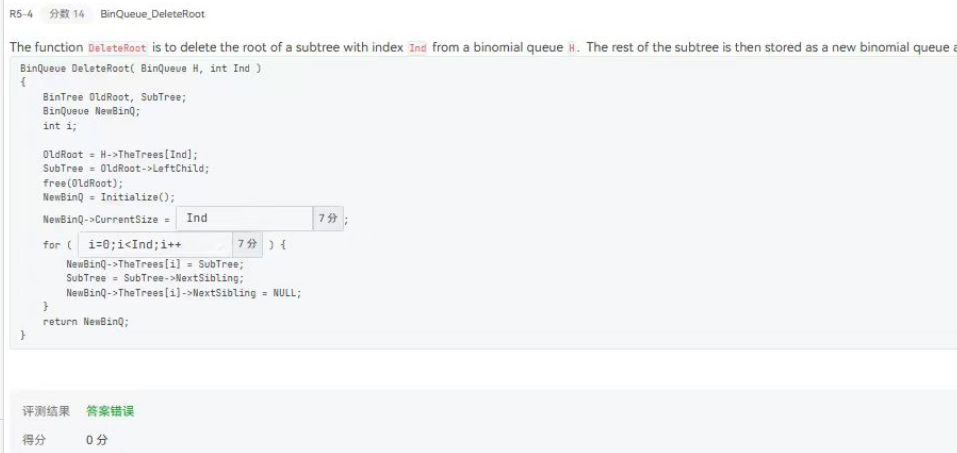 R5-4 分数 14 BinQueue_DeleteRoot
The function DeleteRoot is to delete the root of a subtree with index Ind from a binomial queue H. The rest of the subtree is then stored as a new binomial queue a
BinQueue DeleteRoot( BinQueue H, int Ind )
{
BinTree OldRoot, SubTree;
BinQueue NewBinQ;
int i;
OldRoot = H->TheTrees[Ind];
SubTree = OldRoot->LeftChild;
free(OldRoot);
NewBinQ = Initialize();
NewBinQ->CurrentSize = Ind 7 分 ;
for ( i=0;i<Ind;i++ 7 分 ) {
NewBinQ->TheTrees[i] = SubTree;
SubTree = SubTree->NextSibling;
NewBinQ->TheTrees[i]->NextSibling = NULL;
}
return NewBinQ;
}
评测结果 答案错误
得分 0 分